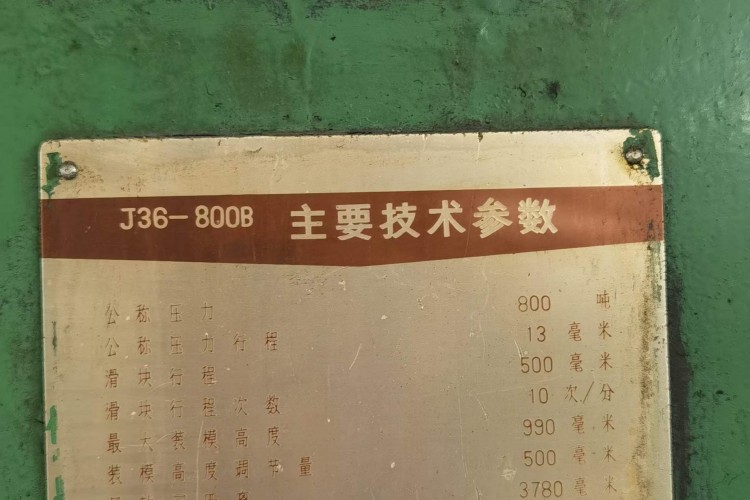 J36-800B 主要技术参数
公称压力 800 吨
公称压力行程 13 毫米
滑块行程 500 毫米
滑块行程次数 10 次/分
最大装模高度 990 毫米
装模高度调节量 500 毫米
3780 毫米